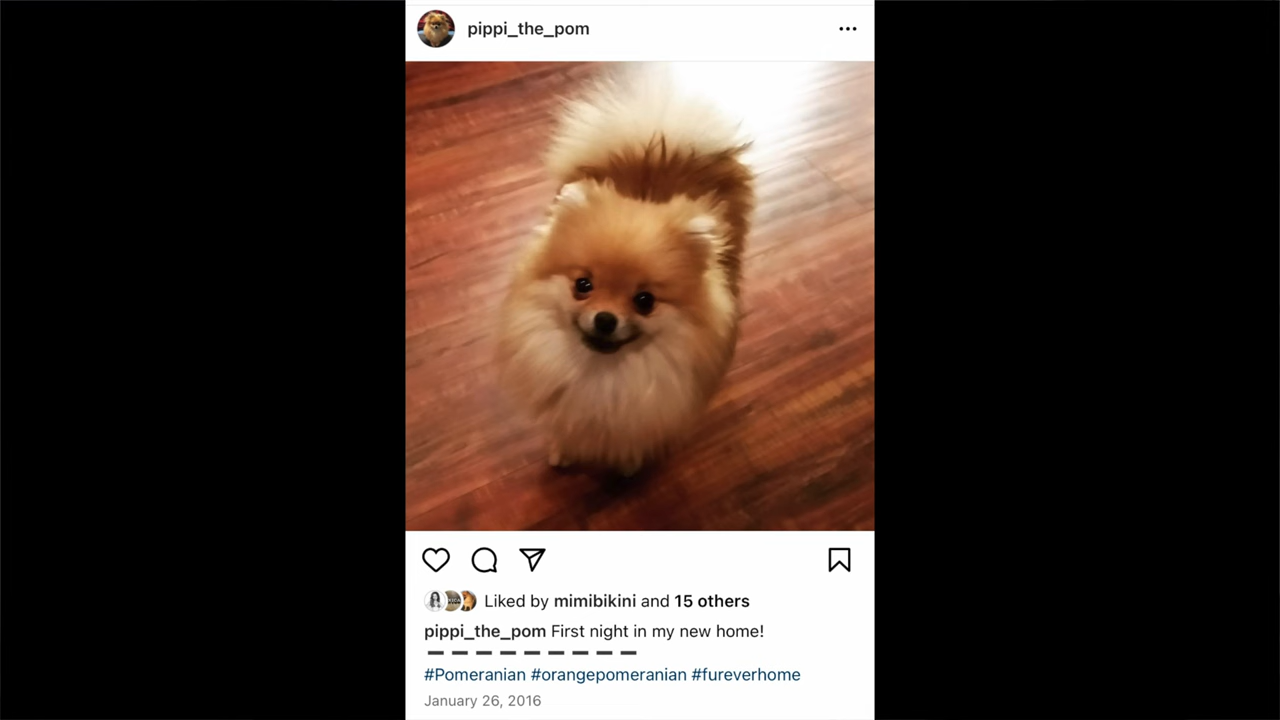 pippi_the_pom
Liked by mimibikini and 15 others
pippi_the_pom First night in my new home!
#Pomeranian #orangepomeranian #fureverhome
January 26, 2016